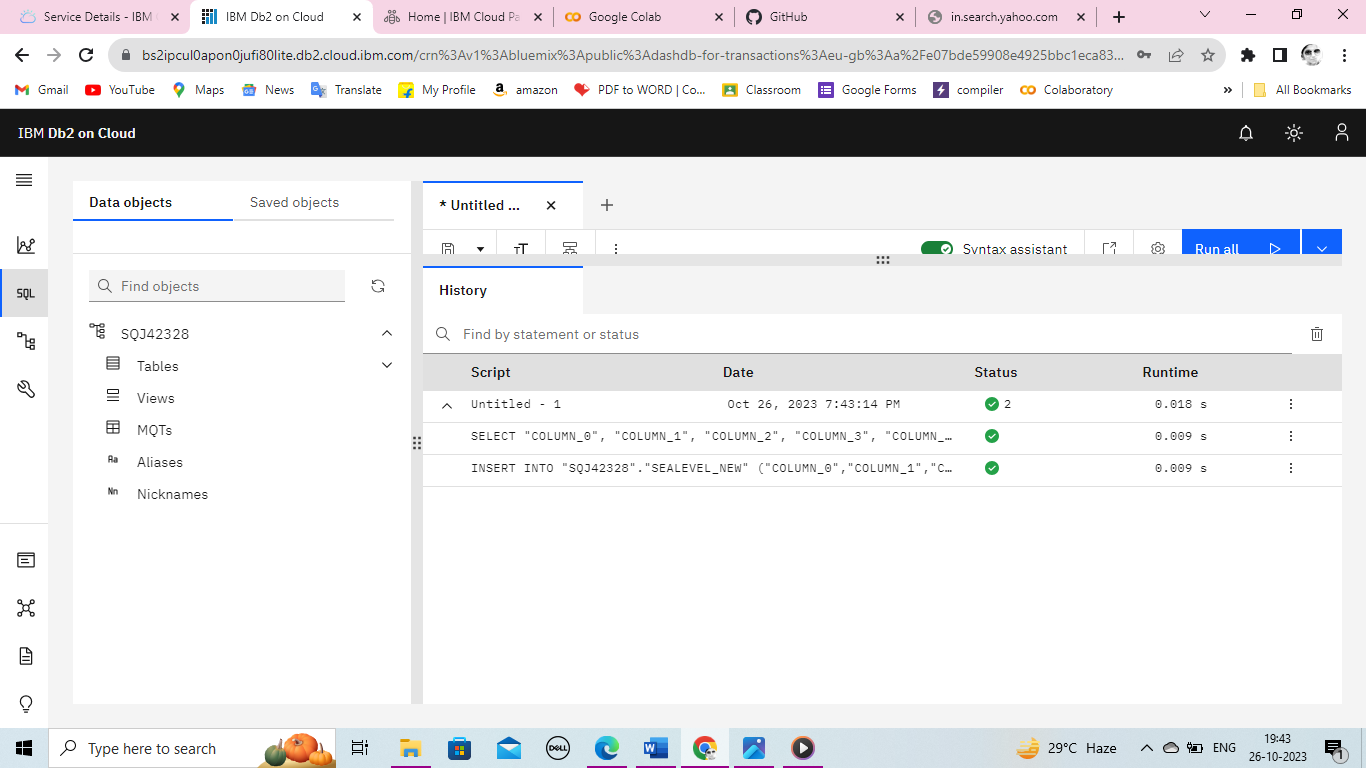 Service Details - IBM
IBM Db2 on Cloud
Home | IBM Cloud Pa
Google Colab
GitHub
in.search.yahoo.com
bs2ipcul0apon0jufi80lite.db2.cloud.ibm.com/crn%3Av1%3Abluemix%3Apublic%3Adashdb-for-transactions%3Aeu-gb%3Aa%2Fe07bde59908e4925bbc1eca83...
Gmail YouTube Maps News Translate My Profile amazon PDF to WORD | Co... Classroom Google Forms compiler Colaboratory » All Bookmarks
IBM Db2 on Cloud
SQL
Data objects
Saved objects
Find objects
SQJ42328
Tables
Views
MQTs
Aliases
Nicknames
* Untitled ...
Syntax assistant
Run all
History
Find by statement or status
Script Date Status Runtime
Untitled - 1 Oct 26, 2023 7:43:14 PM 2 0.018 s
SELECT "COLUMN_0", "COLUMN_1", "COLUMN_2", "COLUMN_3", "COLUMN_… 0.009 s
INSERT INTO "SQJ42328"."SEALEVEL_NEW" ("COLUMN_0","COLUMN_1","C… 0.009 s
Type here to search
DELL
29°C Haze
ENG
19:43
26-10-2023
1